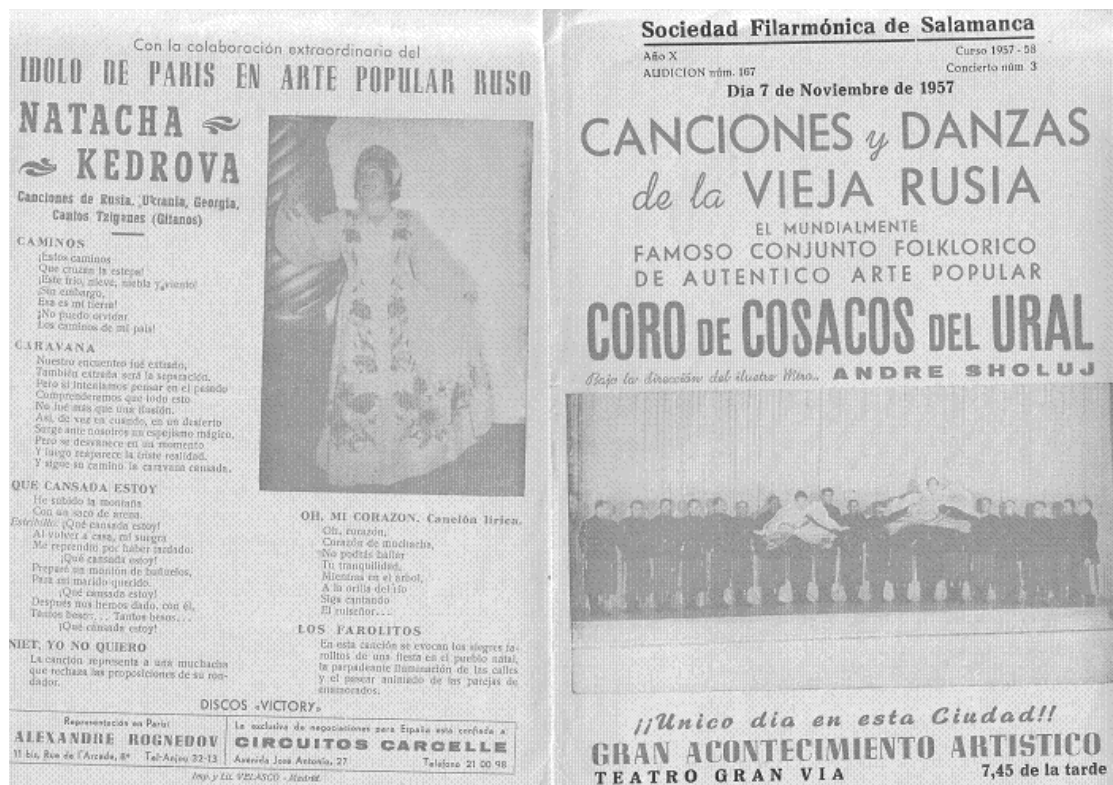 Con la colaboración extraordinaria del
IDOLO DE PARIS EN ARTE POPULAR RUSO
NATACHA
KEDROVA
Canciones de Rusia, Ukrania, Georgia,
Cantos Tziganes (Gitanos)
CAMINOS
¡Estos caminos
Que cruzan la estepa!
¡Este frío, nieve, niebla y viento!
Sin embargo,
Esa es mi tierra!
¡No puedo olvidar
Los caminos de mi país!
CARAVANA
Nuestro encuentro fué extraño,
También extraña será la separación.
Pero si intentamos pensar en el pasado
Comprenderemos que todo esto
No fué más que una ilusión.
Así, de vez en cuando, en un desierto
Surge ante nosotros un espejismo mágico,
Pero se desvanece en un momento
Y luego reaparece la triste realidad.
Y sigue su camino la caravana cansada.
QUE CANSADA ESTOY
He subido la montaña
Con un saco de arena.
Estribillo: ¡Qué cansada estoy!
Al volver a casa, mi suegra
Me reprendió por haber tardado:
¡Qué cansada estoy!
Preparé un montón de buñuelos,
Para mi marido querido.
¡Qué cansada estoy!
Después nos hemos dado, con él,
Tantos besos... Tantos besos...
¡Qué cansada estoy!
NIET, YO NO QUIERO
La canción representa a una muchacha
que rechaza las proposiciones de su ron-
dador.
OH, MI CORAZON. Canción lírica.
Oh, corazón,
Corazón de muchacha,
No podrás hallar
Tu tranquilidad,
Mientras en el árbol,
A la orilla del río
Siga cantando
El ruiseñor...
LOS FAROLITOS
En esta canción se evocan los alegres fa-
rolitos de una fiesta en el pueblo natal,
la parpadeante iluminación de las calles
y el pasear animado de las parejas de
enamorados.
DISCOS «VICTORY»
Representación en París:
ALEXANDRE ROGNEDOV
11 bis, Rue de l'Arcade, 8e Tel: Anjou 22-13
La exclusiva de negociaciones para España está confiada a:
CIRCUITOS CARCELLE
Avenida José Antonio, 27 Teléfono 21 00 98
Imp. y Lit. VELASCO - Madrid
Sociedad Filarmónica de Salamanca
Año X Curso 1957 - 58
AUDICION núm. 167 Concierto núm 3
Día 7 de Noviembre de 1957
CANCIONES y DANZAS
de la VIEJA RUSIA
EL MUNDIALMENTE
FAMOSO CONJUNTO FOLKLORICO
DE AUTENTICO ARTE POPULAR
CORO DE COSACOS DEL URAL
Bajo la dirección del ilustre Mtro. ANDRE SHOLUJ
¡¡Unico día en esta Ciudad!!
GRAN ACONTECIMIENTO ARTISTICO
TEATRO GRAN VIA 7,45 de la tarde